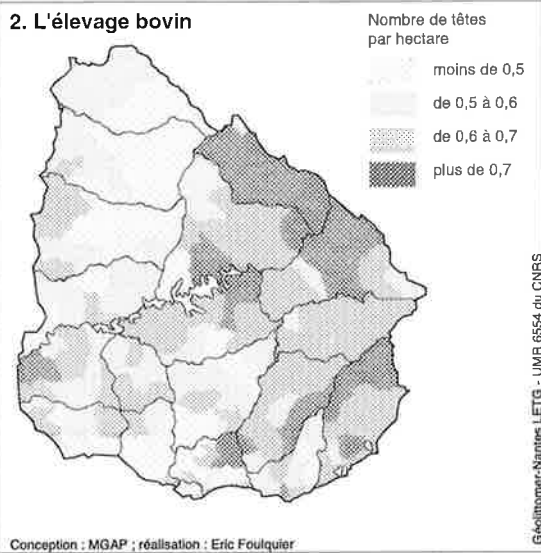 2. L'élevage bovin
Nombre de têtes
par hectare
moins de 0,5
de 0,5 à 0,6
de 0,6 à 0,7
plus de 0,7
Géolittomer-Nantes LETG - UMR 6554 du CNRS
Conception : MGAP ; réalisation : Eric Foulquier